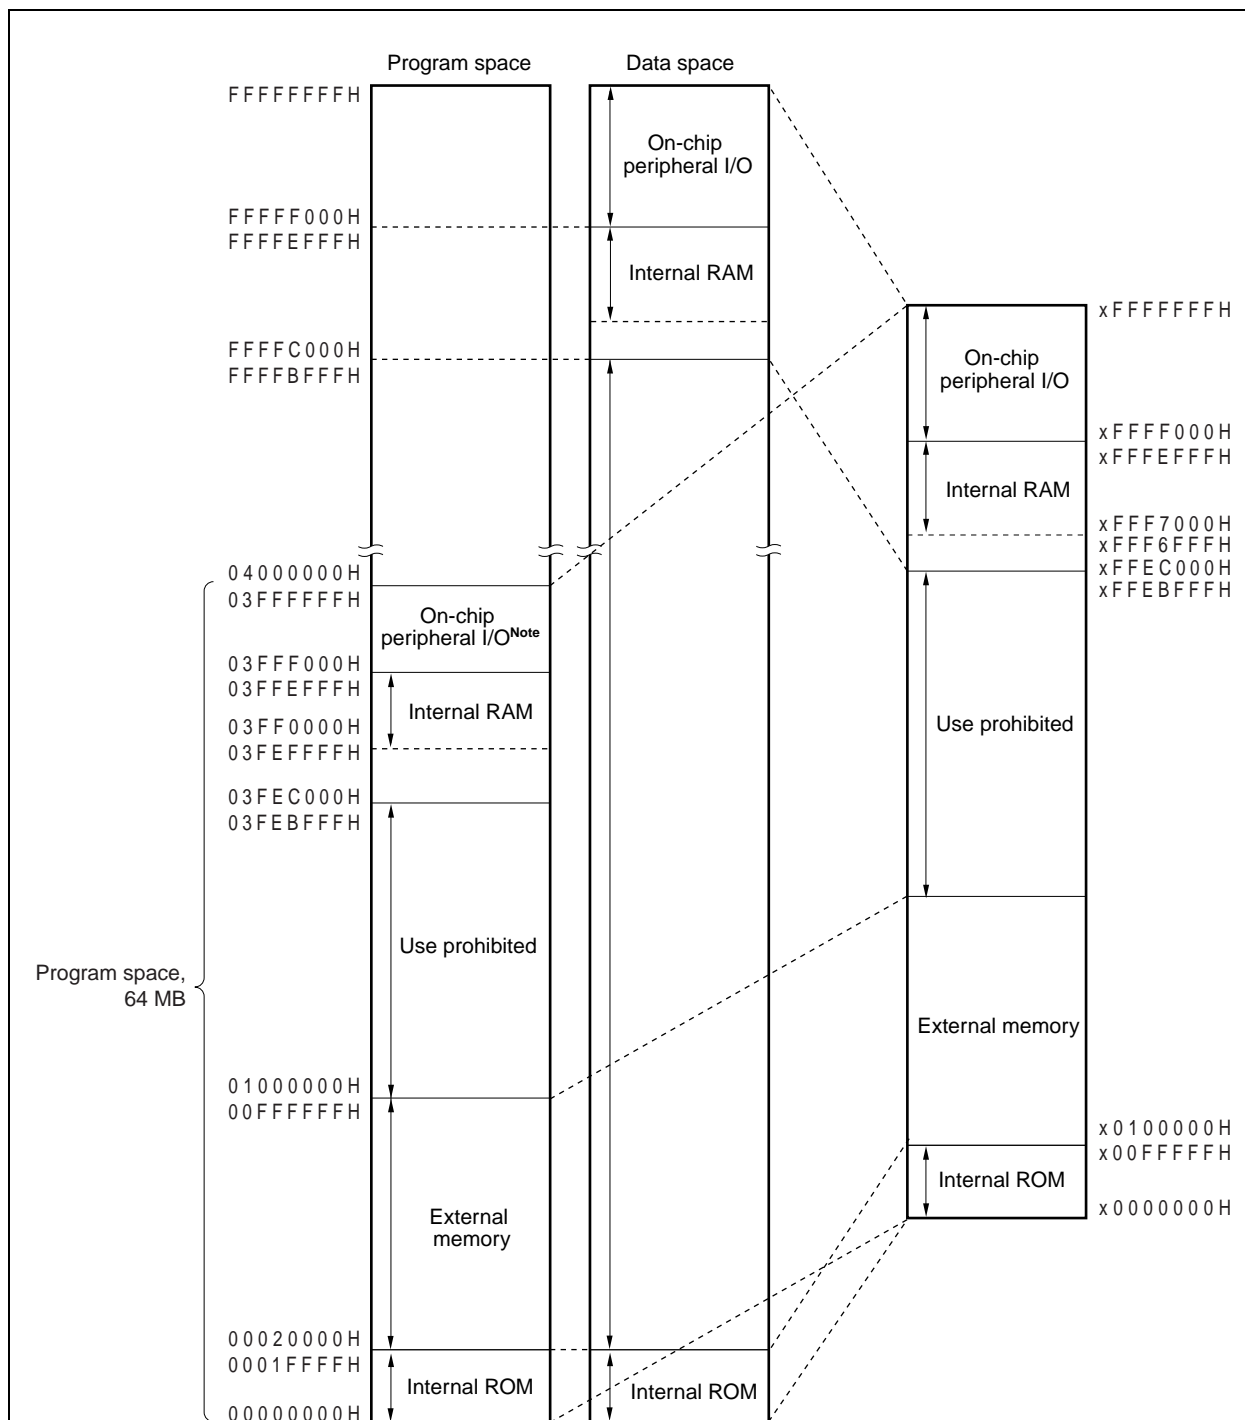 Program space
Data space
FFFFFFFFH
On-chip
peripheral I/O
FFFFF000H
FFFFEFFFH
Internal RAM
FFFFC000H
FFFFBFFFH
04000000H
03FFFFFFH
On-chip
peripheral I/ONote
03FFF000H
03FFEFFFH
Internal RAM
03FF0000H
03FEFFFFH
03FEC000H
03FEBFFFH
Use prohibited
Program space,
64 MB
01000000H
00FFFFFFH
External
memory
00020000H
0001FFFFH
Internal ROM
Internal ROM
00000000H
xFFFFFFFH
On-chip
peripheral I/O
xFFFF000H
xFFFEFFFH
Internal RAM
xFFF7000H
xFFF6FFFH
xFFEC000H
xFFEBFFFH
Use prohibited
External memory
x0100000H
x00FFFFFH
Internal ROM
x0000000H